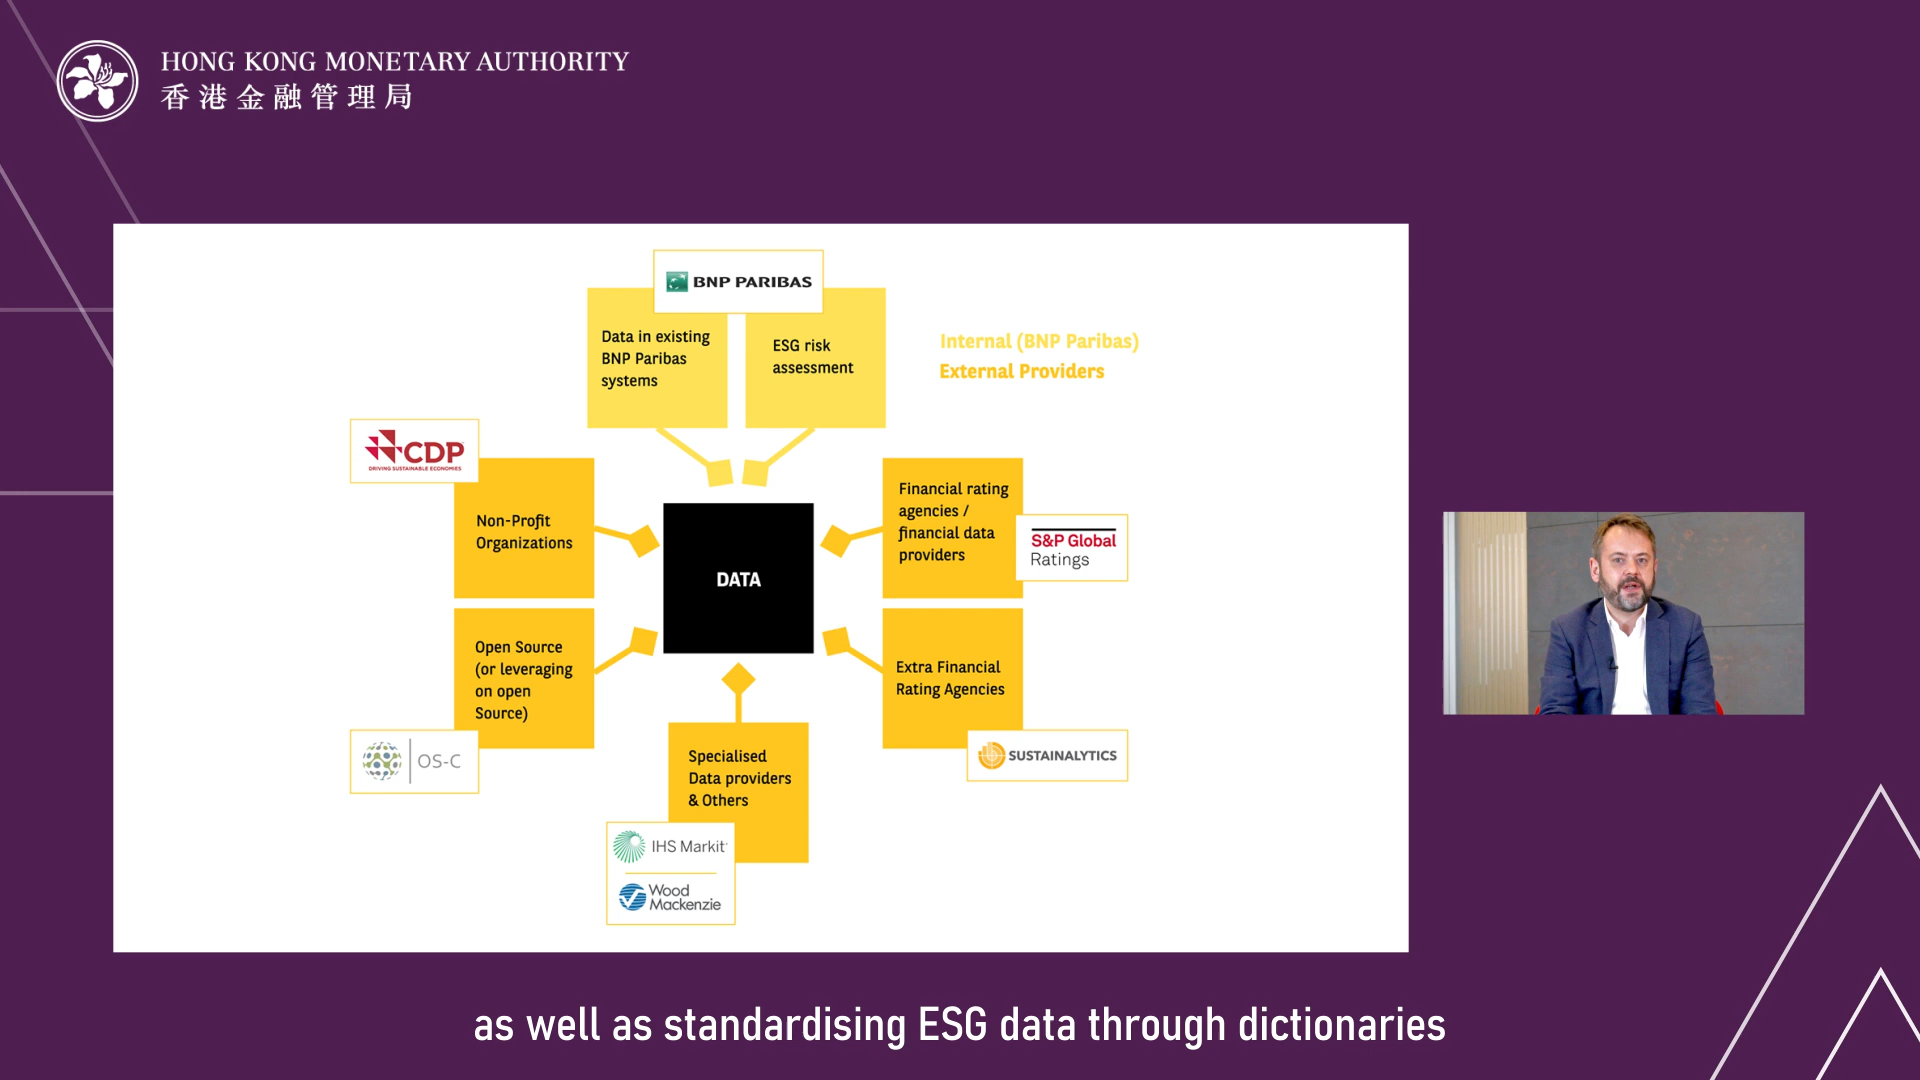 HONG KONG MONETARY AUTHORITY
香港金融管理局
BNP PARIBAS
Data in existing
BNP Paribas
systems
ESG risk
assessment
Internal (BNP Paribas)
External Providers
CDP
DRIVING SUSTAINABLE ECONOMIES
Non-Profit
Organizations
Financial rating
agencies /
financial data
providers
S&P Global
Ratings
DATA
Open Source
(or leveraging
on open
Source)
OS-C
Extra Financial
Rating Agencies
SUSTAINALYTICS
Specialised
Data providers
& Others
IHS Markit
Wood
Mackenzie
as well as standardising ESG data through dictionaries